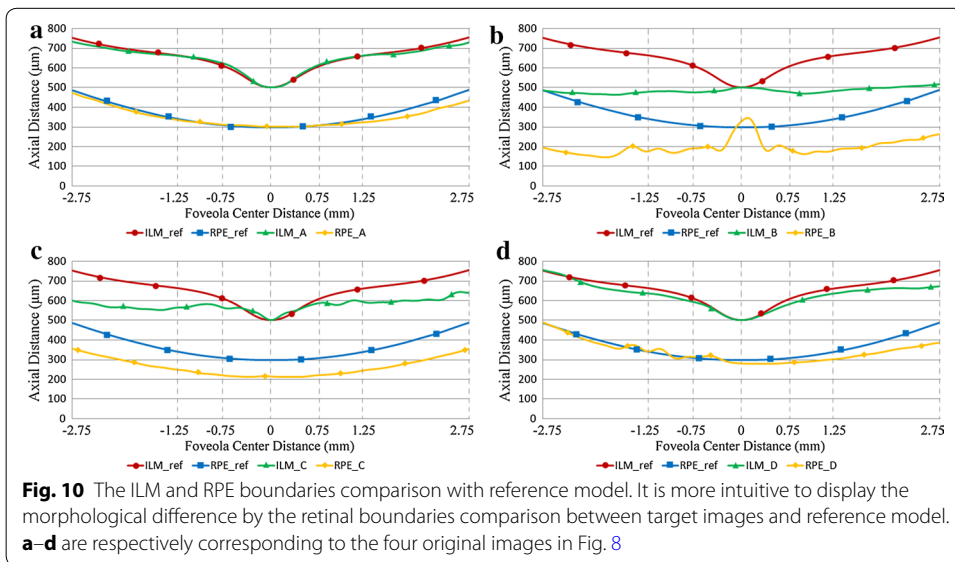 a
800
700
600
500
400
300
200
100
0
Axial Distance (µm)
-2.75 -1.25 -0.75 0 0.75 1.25 2.75
Foveola Center Distance (mm)
ILM_ref RPE_ref ILM_A RPE_A
b
800
700
600
500
400
300
200
100
0
Axial Distance (µm)
-2.75 -1.25 -0.75 0 0.75 1.25 2.75
Foveola Center Distance (mm)
ILM_ref RPE_ref ILM_B RPE_B
c
800
700
600
500
400
300
200
100
0
Axial Distance (µm)
-2.75 -1.25 -0.75 0 0.75 1.25 2.75
Foveola Center Distance (mm)
ILM_ref RPE_ref ILM_C RPE_C
d
800
700
600
500
400
300
200
100
0
Axial Distance (µm)
-2.75 -1.25 -0.75 0 0.75 1.25 2.75
Foveola Center Distance (mm)
ILM_ref RPE_ref ILM_D RPE_D
Fig. 10 The ILM and RPE boundaries comparison with reference model. It is more intuitive to display the
morphological difference by the retinal boundaries comparison between target images and reference model.
a–d are respectively corresponding to the four original images in Fig. 8